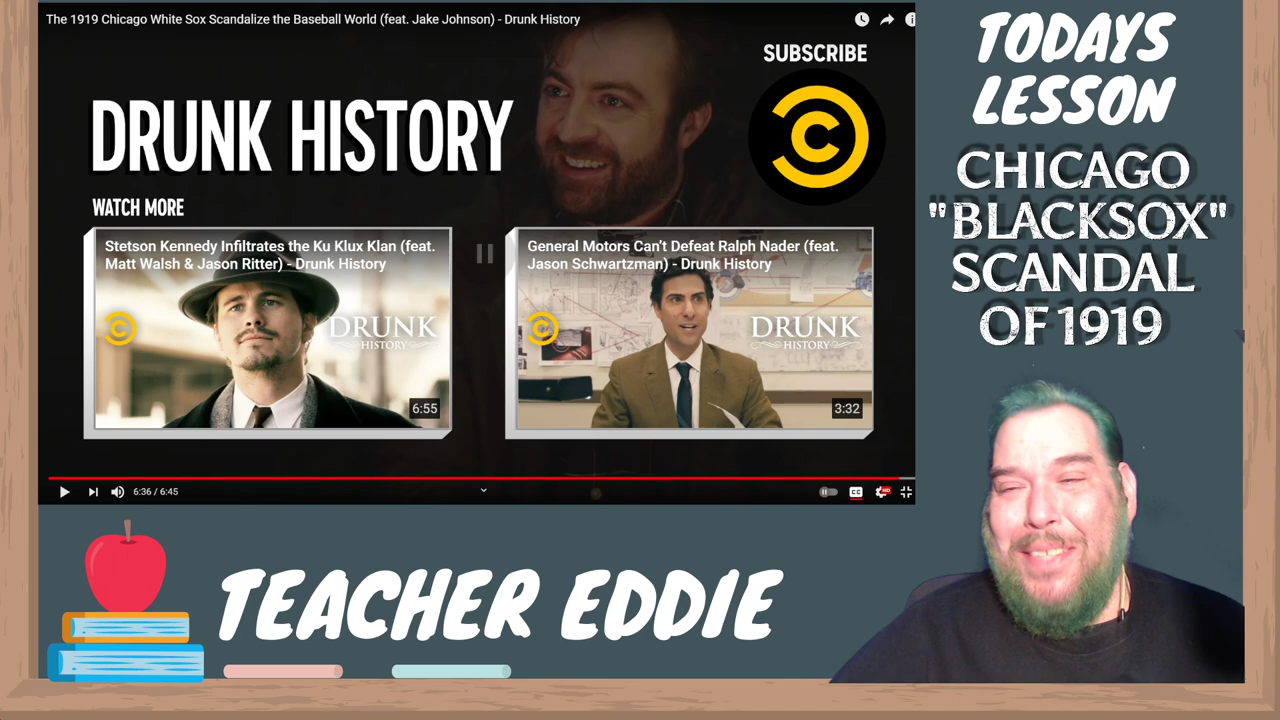 The 1919 Chicago White Sox Scandalize the Baseball World (feat. Jake Johnson) - Drunk History
SUBSCRIBE
DRUNK HISTORY
WATCH MORE
Stetson Kennedy Infiltrates the Ku Klux Klan (feat.
Matt Walsh & Jason Ritter) - Drunk History
DRUNK
HISTORY
6:55
General Motors Can't Defeat Ralph Nader (feat.
Jason Schwartzman) - Drunk History
DRUNK
HISTORY
3:32
6:36 / 6:45
CC
HD
TODAYS
LESSON
CHICAGO
"BLACKSOX"
SCANDAL
OF 1919
TEACHER EDDIE